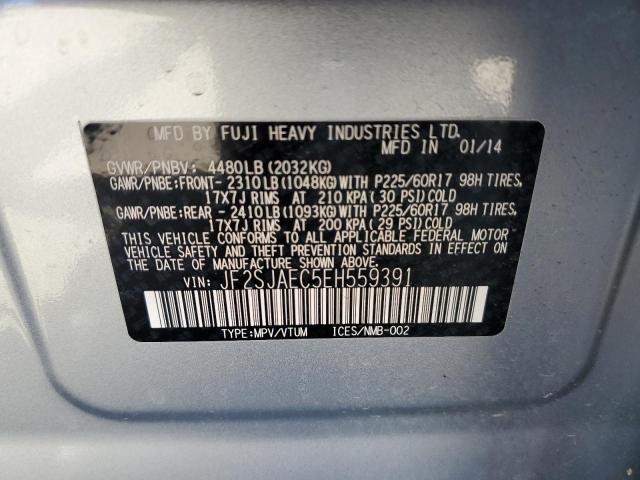 MFD BY FUJI HEAVY INDUSTRIES LTD.
MFD IN 01/14
GVWR/PNBV: 4480LB(2032KG)
GAWR/PNBE:FRONT- 2310LB(1048KG)WITH P225/60R17 98H TIRES,
17X7J RIMS AT 210 KPA( 30 PSI)COLD
GAWR/PNBE:REAR - 2410LB(1093KG)WITH P225/60R17 98H TIRES,
17X7J RIMS AT 200 KPA( 29 PSI)COLD
THIS VEHICLE CONFORMS TO ALL APPLICABLE FEDERAL MOTOR
VEHICLE SAFETY AND THEFT PREVENTION STANDARDS IN EFFECT
ON THE DATE OF MANUFACTURE SHOWN ABOVE.
VIN: JF2SJAEC5EH559391
TYPE:MPV/VTUM ICES/NMB-002